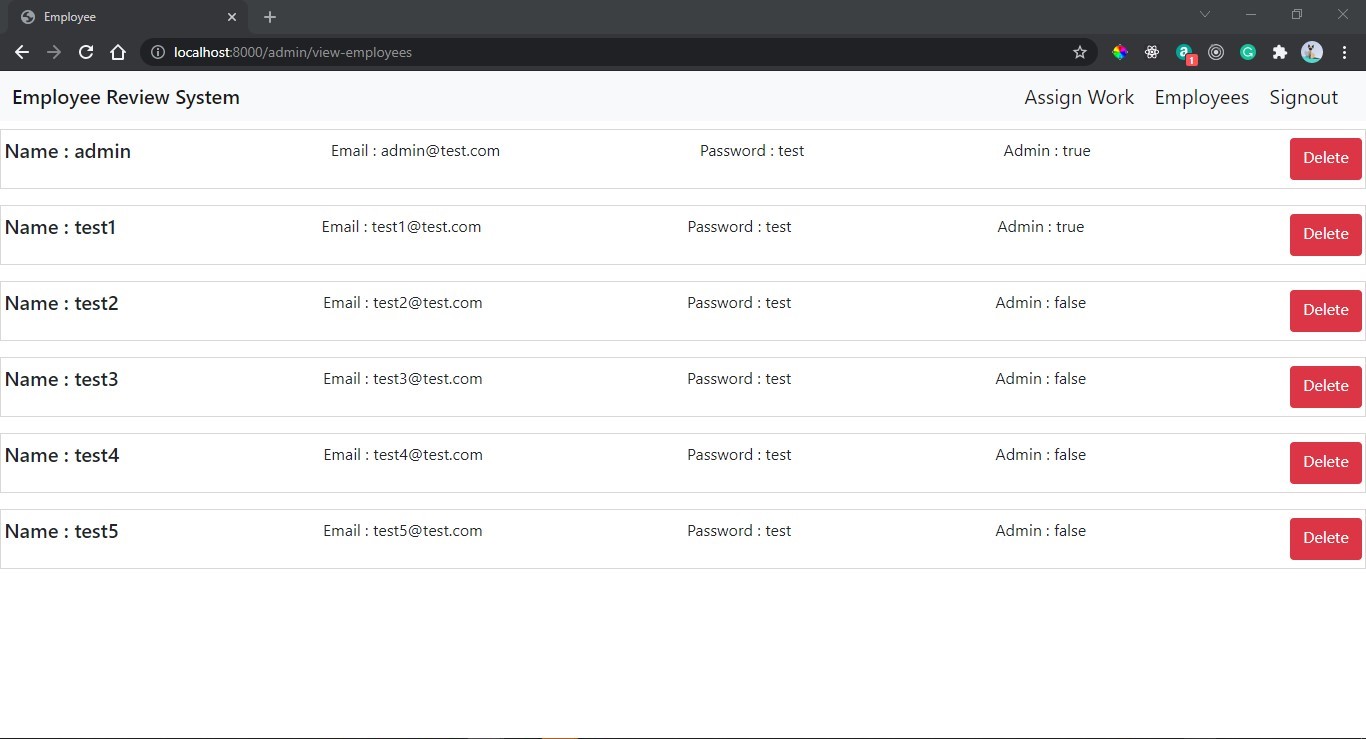 Employee
localhost:8000/admin/view-employees
1
Employee Review System Assign Work Employees Signout
Name : admin Email : admin@test.com Password : test Admin : true Delete
Name : test1 Email : test1@test.com Password : test Admin : true Delete
Name : test2 Email : test2@test.com Password : test Admin : false Delete
Name : test3 Email : test3@test.com Password : test Admin : false Delete
Name : test4 Email : test4@test.com Password : test Admin : false Delete
Name : test5 Email : test5@test.com Password : test Admin : false Delete